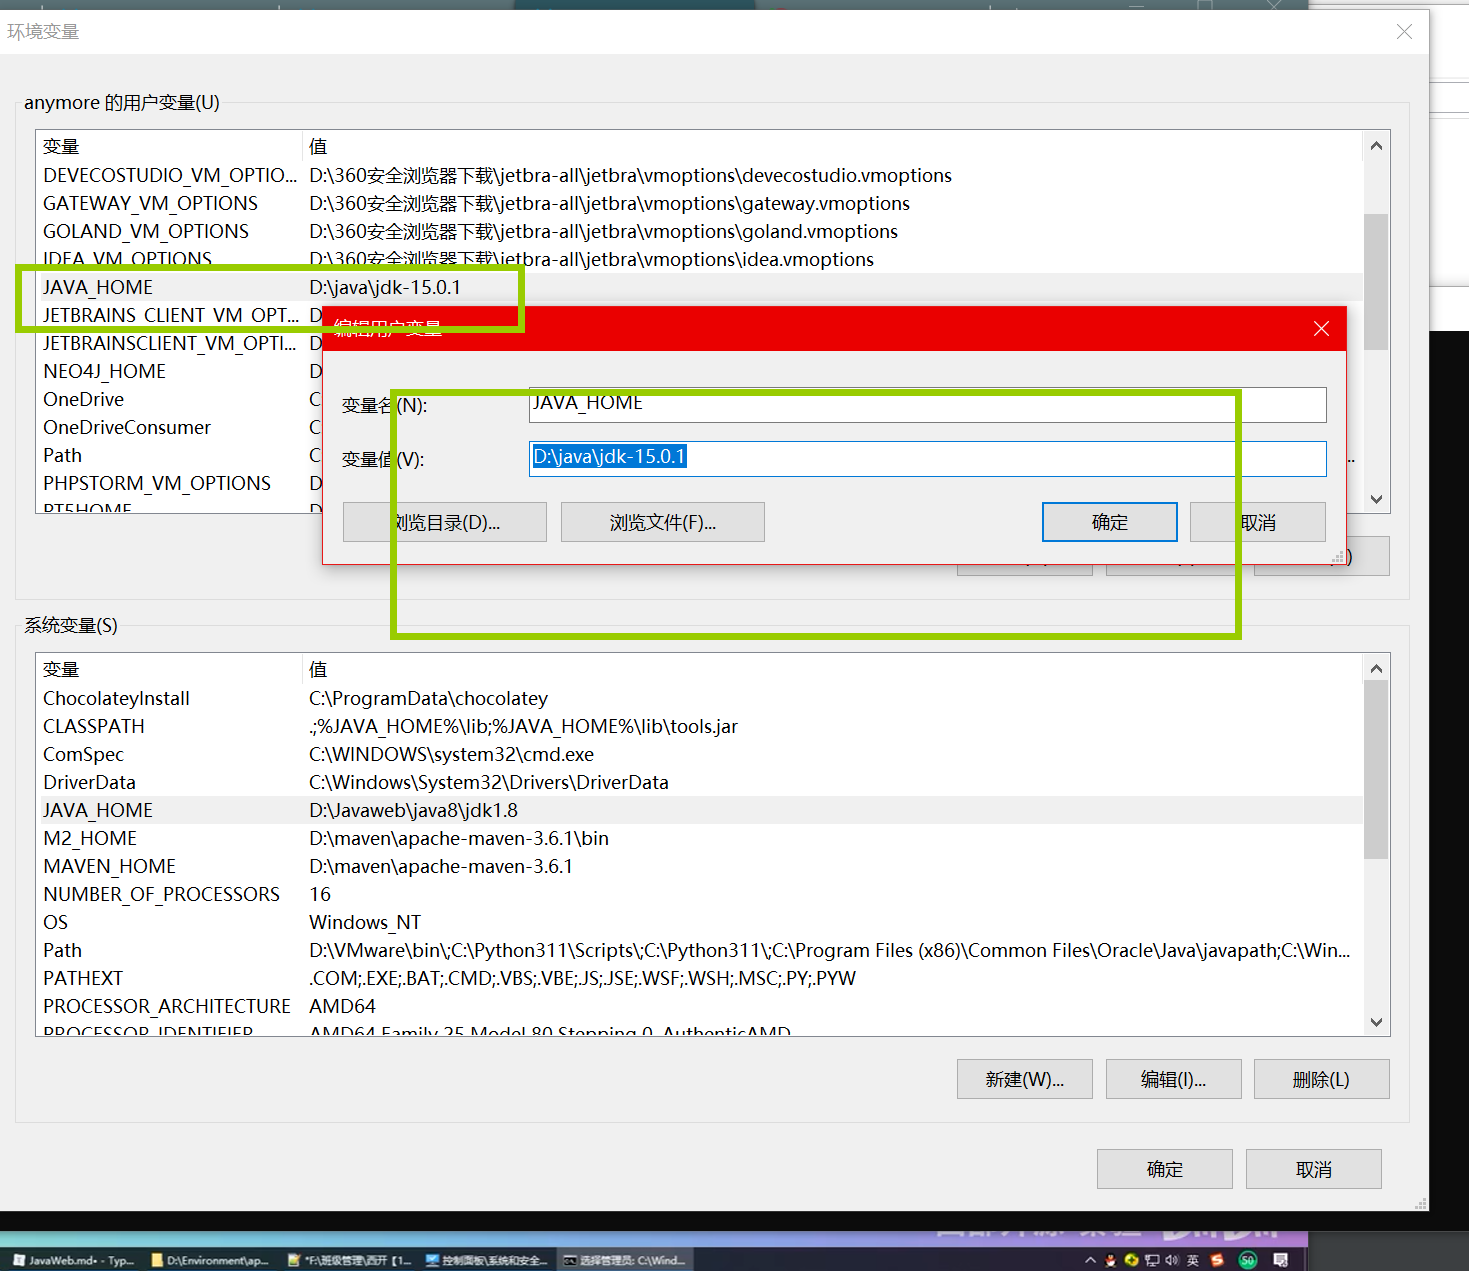 环境变量
anymore 的用户变量(U)
变量 值
DEVECOSTUDIO_VM_OPTIO... D:\360安全浏览器下载\jetbra-all\jetbra\vmoptions\devecostudio.vmoptions
GATEWAY_VM_OPTIONS D:\360安全浏览器下载\jetbra-all\jetbra\vmoptions\gateway.vmoptions
GOLAND_VM_OPTIONS D:\360安全浏览器下载\jetbra-all\jetbra\vmoptions\goland.vmoptions
IDEA_VM_OPTIONS D:\360安全浏览器下载\jetbra-all\jetbra\vmoptions\idea.vmoptions
JAVA_HOME D:\java\jdk-15.0.1
JETBRAINS_CLIENT_VM_OPT... D
JETBRAINSCLIENT_VM_OPTI... D
NEO4J_HOME D
OneDrive C
OneDriveConsumer C
Path C
PHPSTORM_VM_OPTIONS D
PT5HOME D
编辑用户变量
变量名(N): JAVA_HOME
变量值(V): D:\java\jdk-15.0.1
浏览目录(D)... 浏览文件(F)... 确定 取消
系统变量(S)
变量 值
ChocolateyInstall C:\ProgramData\chocolatey
CLASSPATH .;%JAVA_HOME%\lib;%JAVA_HOME%\lib\tools.jar
ComSpec C:\WINDOWS\system32\cmd.exe
DriverData C:\Windows\System32\Drivers\DriverData
JAVA_HOME D:\Javaweb\java8\jdk1.8
M2_HOME D:\maven\apache-maven-3.6.1\bin
MAVEN_HOME D:\maven\apache-maven-3.6.1
NUMBER_OF_PROCESSORS 16
OS Windows_NT
Path D:\VMware\bin\;C:\Python311\Scripts\;C:\Python311\;C:\Program Files (x86)\Common Files\Oracle\Java\javapath;C:\Win...
PATHEXT .COM;.EXE;.BAT;.CMD;.VBS;.VBE;.JS;.JSE;.WSF;.WSH;.MSC;.PY;.PYW
PROCESSOR_ARCHITECTURE AMD64
PROCESSOR_IDENTIFIER AMD64 Family 25 Model 80 Stepping 0, AuthenticAMD
新建(W)... 编辑(I)... 删除(L)
确定 取消
JavaWeb.md• - Typ... D:\Environment\ap... *F:\班级管理\西开【1... 控制面板\系统和安全... 选择管理员: C:\Wind... 英 50